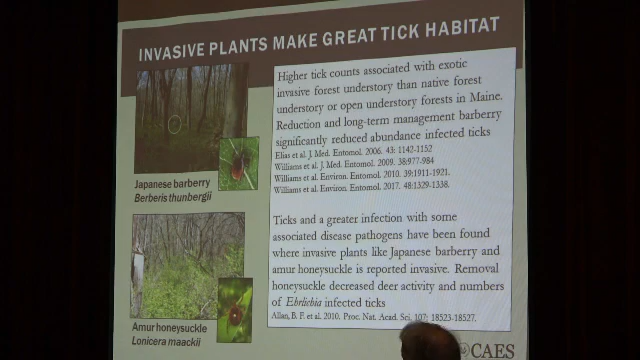 INVASIVE PLANTS MAKE GREAT TICK HABITAT
Higher tick counts associated with exotic
invasive forest understory than native forest
understory or open understory forests in Maine.
Reduction and long-term management barberry
significantly reduced abundance infected ticks
Elias et al. J. Med. Entomol. 2006. 43: 1142-1152
Williams et al. J. Med. Entomol. 2009. 38:977-984
Williams et al. Environ. Entomol. 2010. 39:1911-1921.
Williams et al. Environ. Entomol. 2017. 48:1329-1338.
Japanese barberry
Berberis thunbergii
Ticks and a greater infection with some
associated disease pathogens have been found
where invasive plants like Japanese barberry and
amur honeysuckle is reported invasive. Removal
honeysuckle decreased deer activity and numbers
of Ehrlichia infected ticks
Allan, B. F. et al. 2010. Proc. Nat. Acad. Sci. 107: 18523-18527.
Amur honeysuckle
Lonicera maackii
CAES